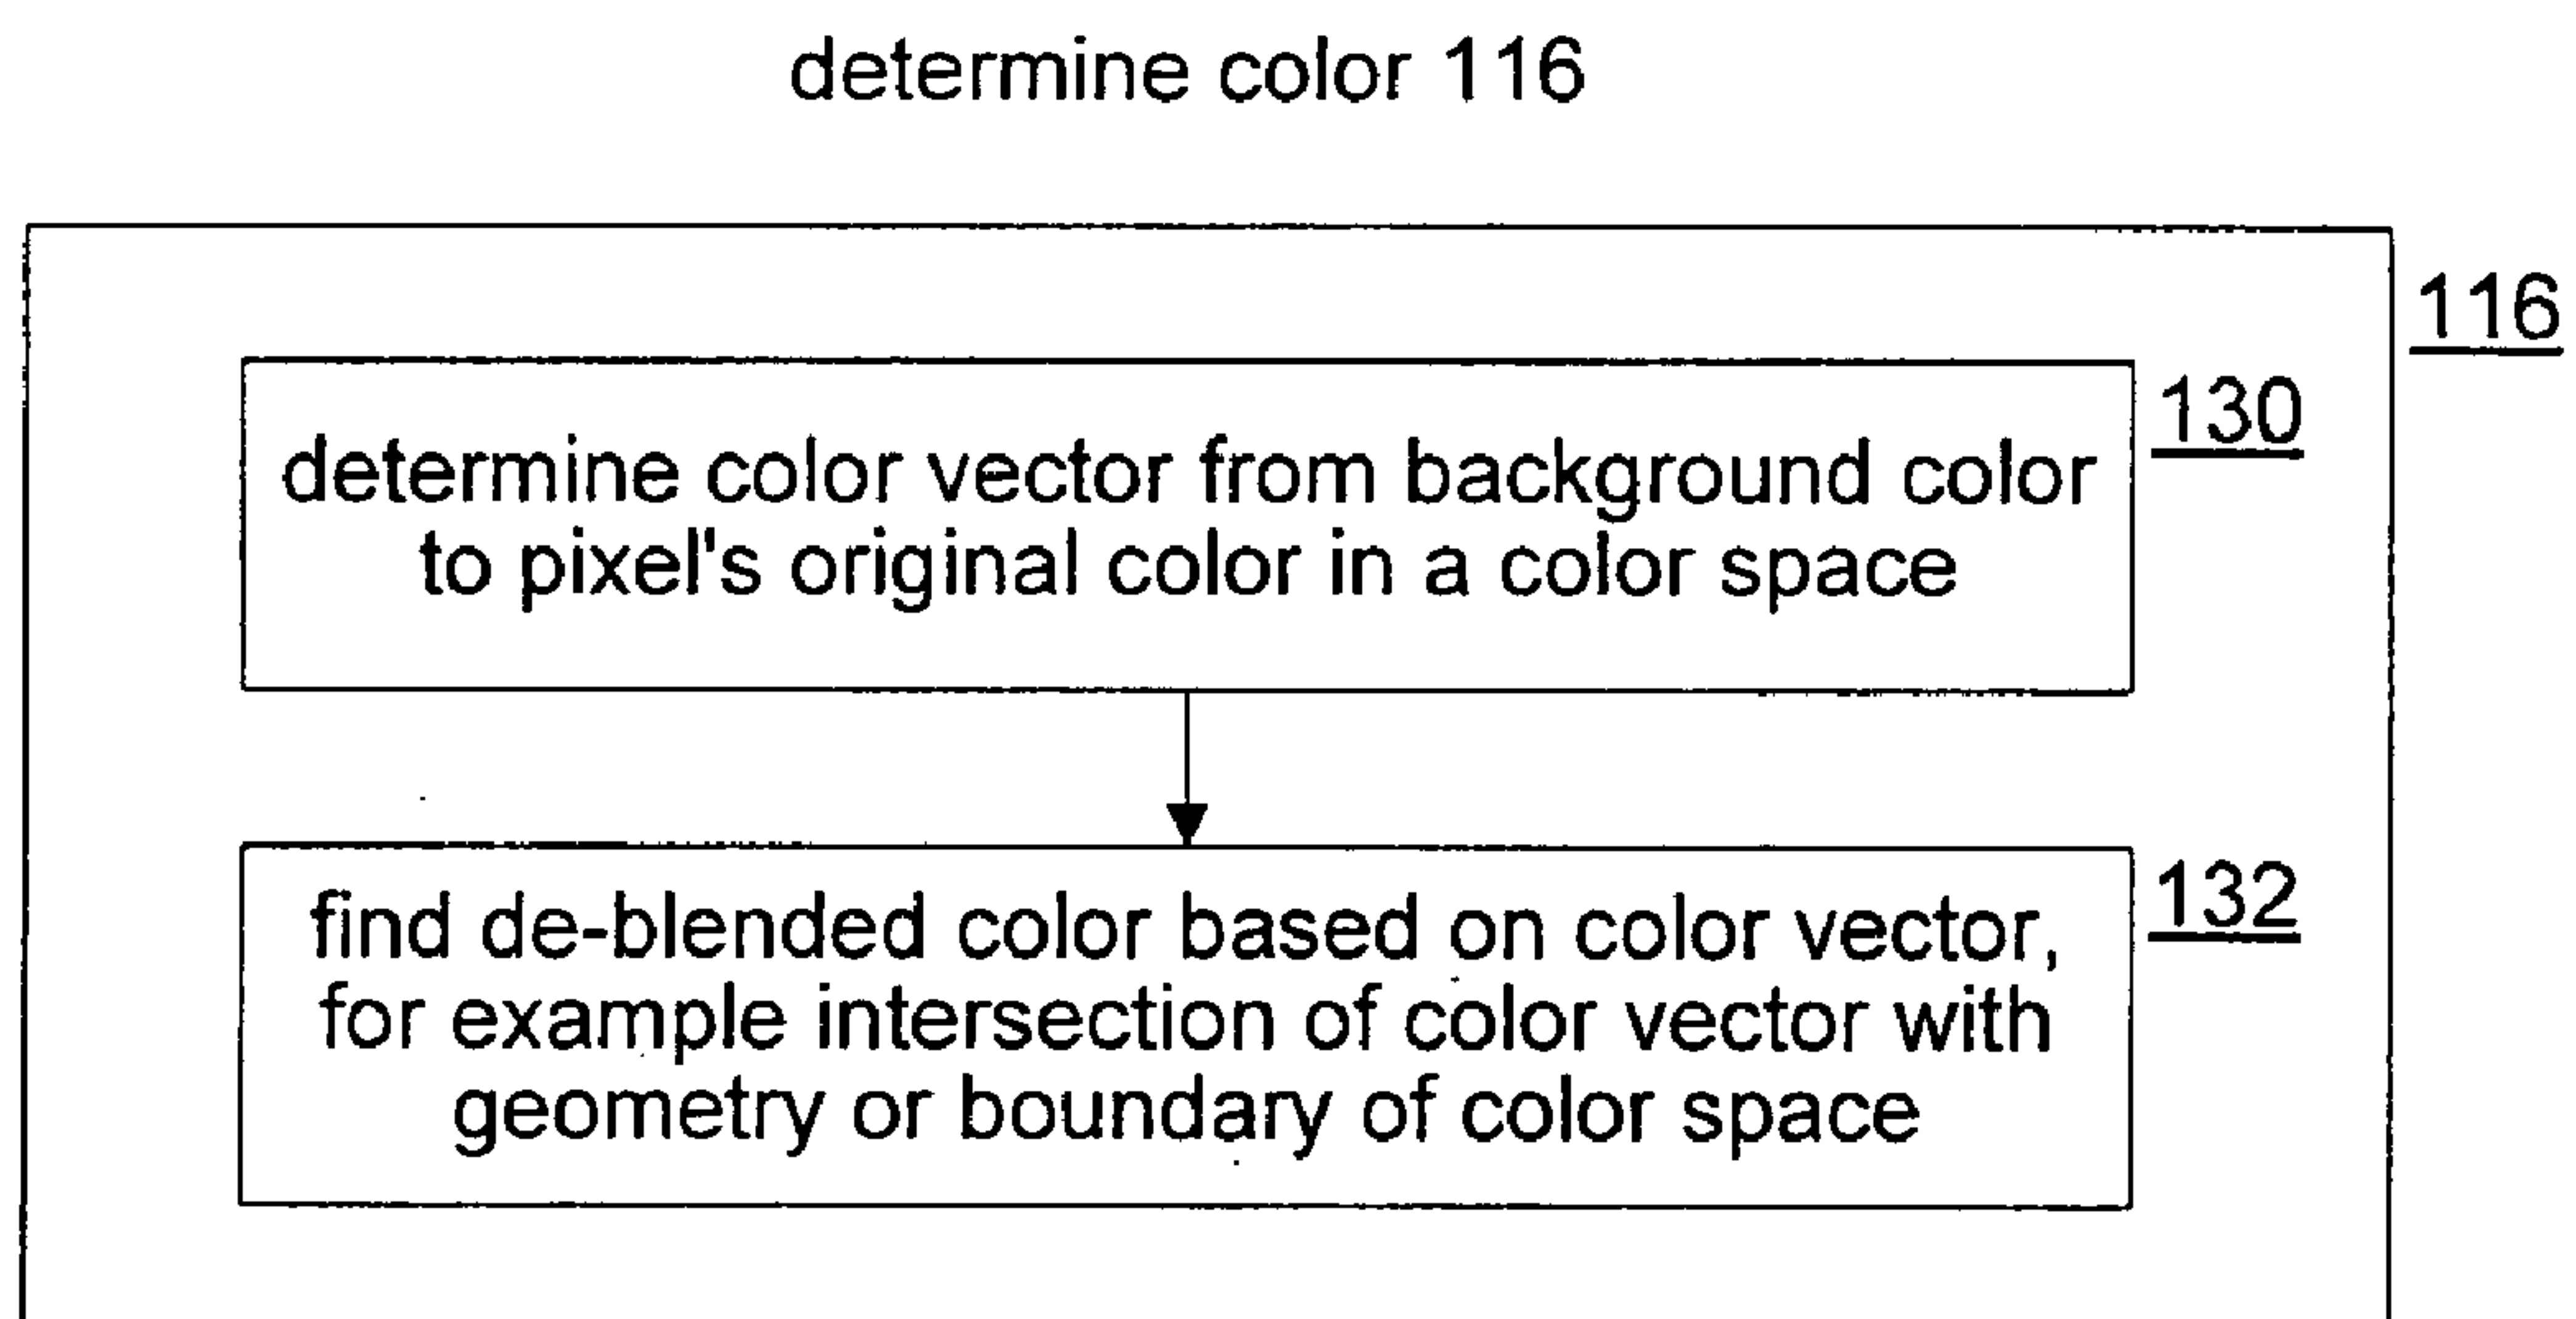 determine color 116
116
130
determine color vector from background color
to pixel's original color in a color space
132
find de-blended color based on color vector,
for example intersection of color vector with
geometry or boundary of color space